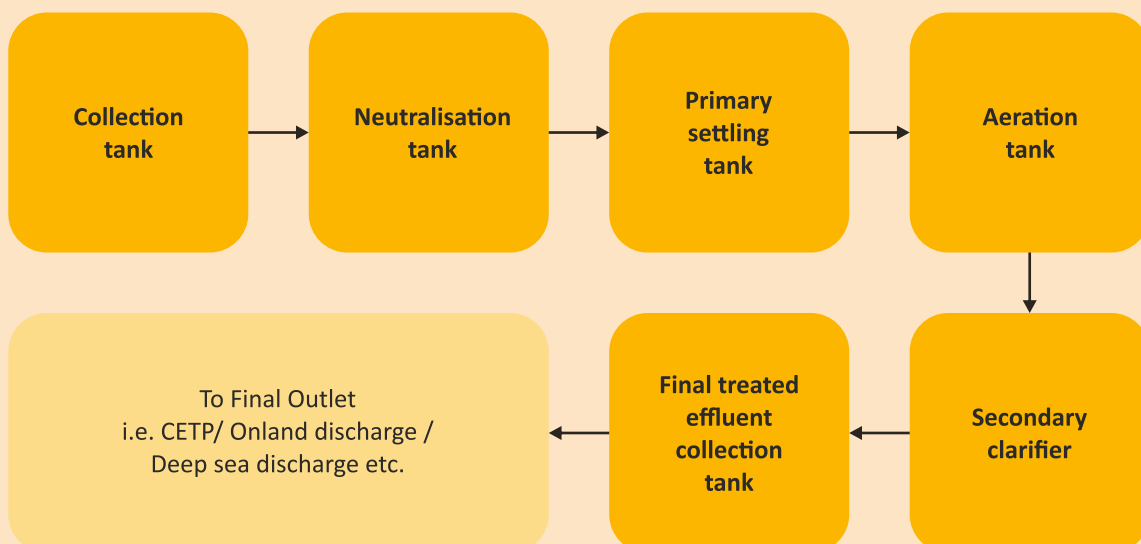 Collection
tank
Neutralisation
tank
Primary
settling
tank
Aeration
tank
To Final Outlet
i.e. CETP/ Onland discharge /
Deep sea discharge etc.
Final treated
effluent
collection
tank
Secondary
clarifier